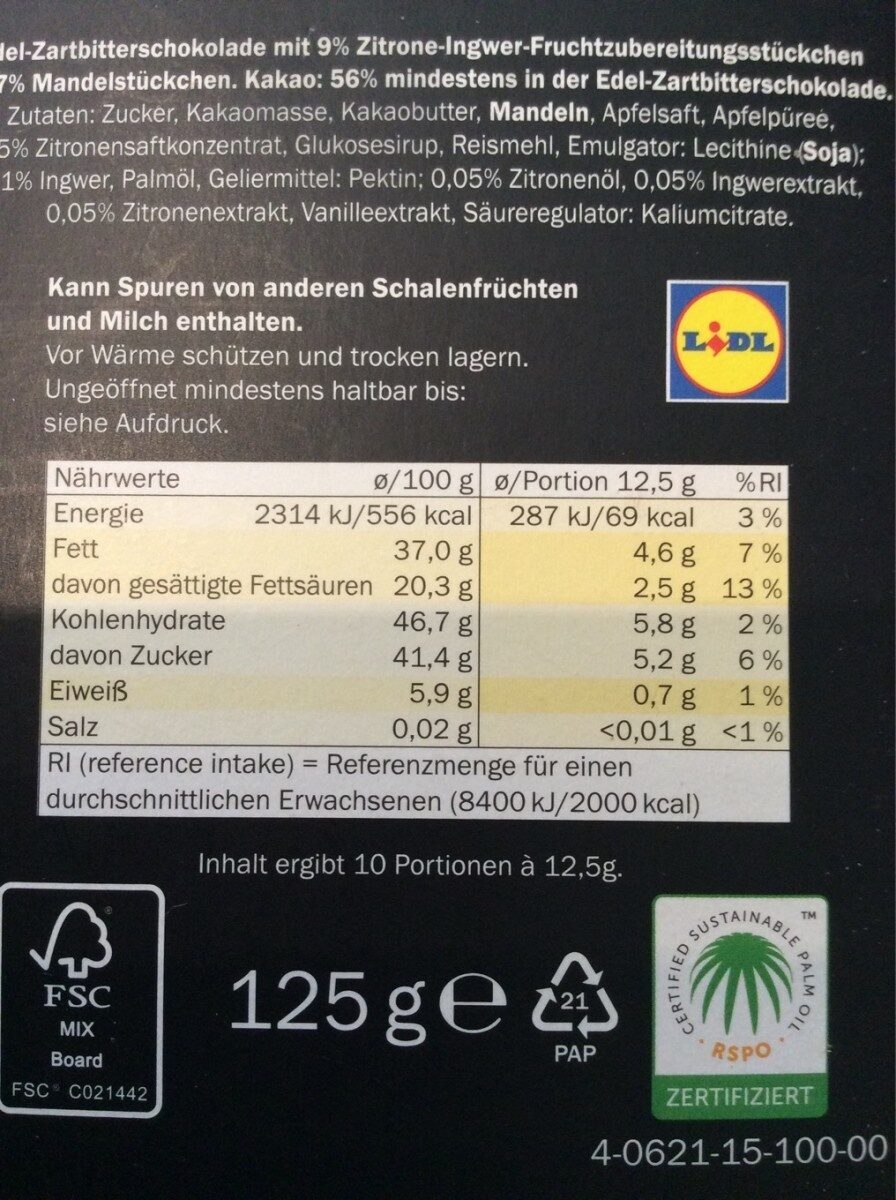 del-Zartbitterschokolade mit 9% Zitrone-Ingwer-Fruchtzubereitungsstückchen
7% Mandelstückchen. Kakao: 56% mindestens in der Edel-Zartbitterschokolade.
Zutaten: Zucker, Kakaomasse, Kakaobutter, Mandeln, Apfelsaft, Apfelpüree,
5% Zitronensaftkonzentrat, Glukosesirup, Reismehl, Emulgator: Lecithine (Soja);
1% Ingwer, Palmöl, Geliermittel: Pektin; 0,05% Zitronenöl, 0,05% Ingwerextrakt,
0,05% Zitronenextrakt, Vanilleextrakt, Säureregulator: Kaliumcitrate.
Kann Spuren von anderen Schalenfrüchten
und Milch enthalten.
Vor Wärme schützen und trocken lagern.
Ungeöffnet mindestens haltbar bis:
siehe Aufdruck.
LIDL
Nährwerte ø/100 g ø/Portion 12,5 g %RI
Energie 2314 kJ/556 kcal 287 kJ/69 kcal 3 %
Fett 37,0 g 4,6 g 7 %
davon gesättigte Fettsäuren 20,3 g 2,5 g 13 %
Kohlenhydrate 46,7 g 5,8 g 2 %
davon Zucker 41,4 g 5,2 g 6 %
Eiweiß 5,9 g 0,7 g 1 %
Salz 0,02 g <0,01 g <1 %
RI (reference intake) = Referenzmenge für einen
durchschnittlichen Erwachsenen (8400 kJ/2000 kcal)
Inhalt ergibt 10 Portionen à 12,5g.
®
FSC
MIX
Board
FSC® C021442
125 g ℮
21
PAP
CERTIFIED SUSTAINABLE PALM OIL ™
RSPO
ZERTIFIZIERT
4-0621-15-100-00